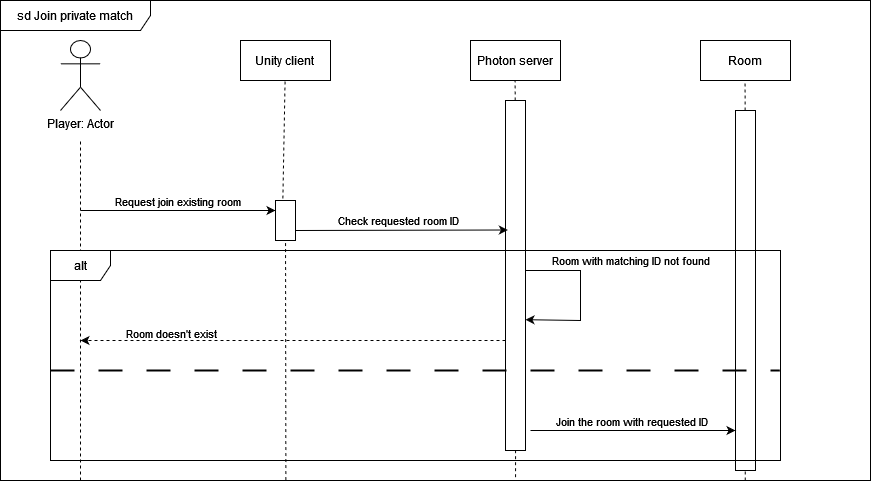 sd Join private match
Unity client
Photon server
Room
Player: Actor
Request join existing room
Check requested room ID
alt
Room with matching ID not found
Room doesn't exist
Join the room with requested ID